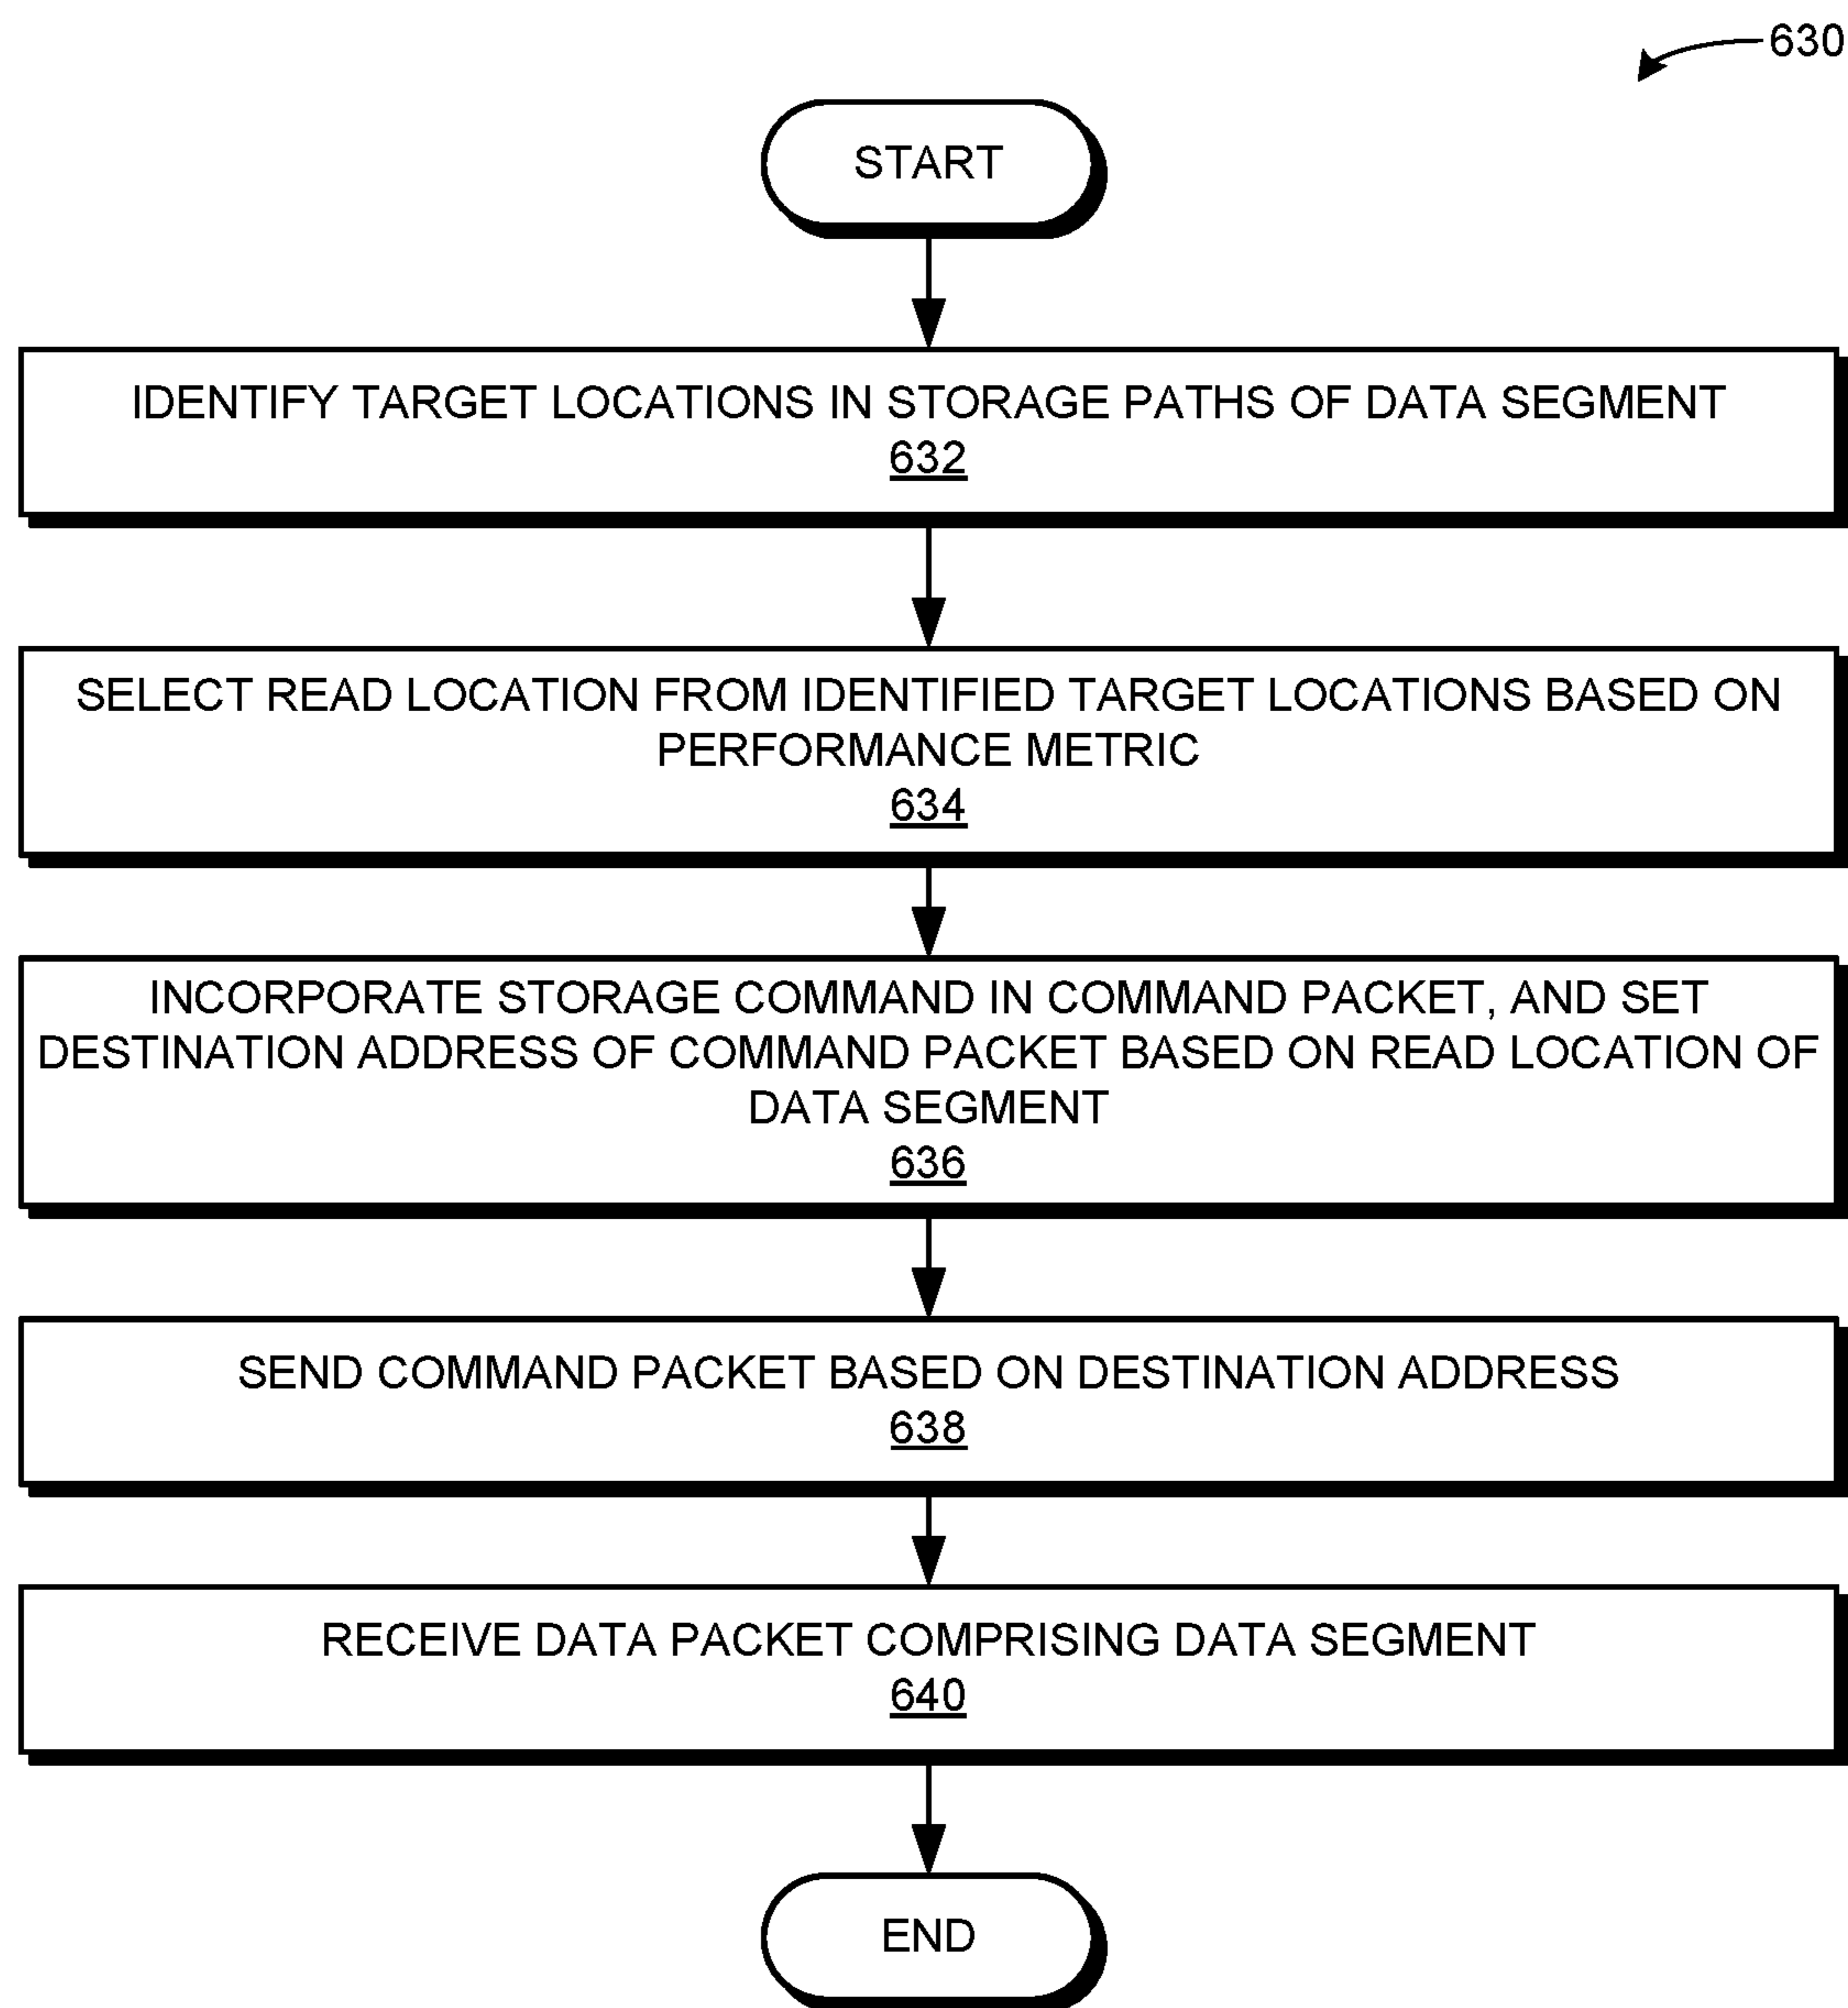 630
START
IDENTIFY TARGET LOCATIONS IN STORAGE PATHS OF DATA SEGMENT
632
SELECT READ LOCATION FROM IDENTIFIED TARGET LOCATIONS BASED ON
PERFORMANCE METRIC
634
INCORPORATE STORAGE COMMAND IN COMMAND PACKET, AND SET
DESTINATION ADDRESS OF COMMAND PACKET BASED ON READ LOCATION OF
DATA SEGMENT
636
SEND COMMAND PACKET BASED ON DESTINATION ADDRESS
638
RECEIVE DATA PACKET COMPRISING DATA SEGMENT
640
END